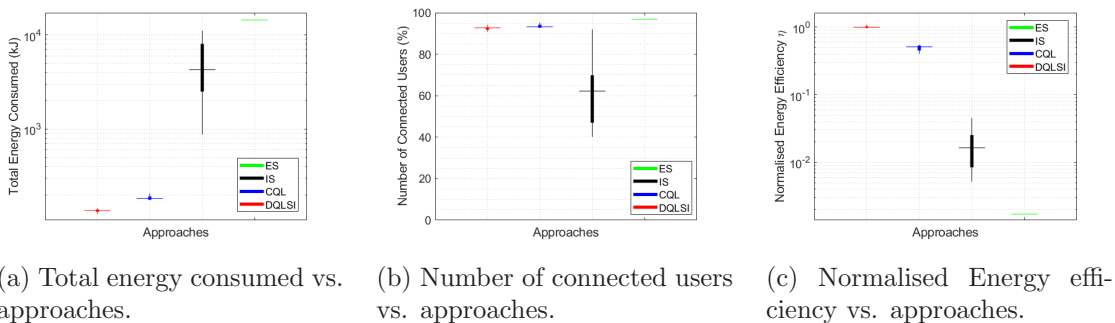 Total Energy Consumed (kJ)
10^4
10^3
ES
IS
CQL
DQLSI
Approaches
Number of Connected Users (%)
100
80
60
40
20
0
ES
IS
CQL
DQLSI
Approaches
Normalised Energy Efficiency η
10^0
10^-1
10^-2
ES
IS
CQL
DQLSI
Approaches
(a) Total energy consumed vs.
approaches.
(b) Number of connected users
vs. approaches.
(c) Normalised Energy effi-
ciency vs. approaches.